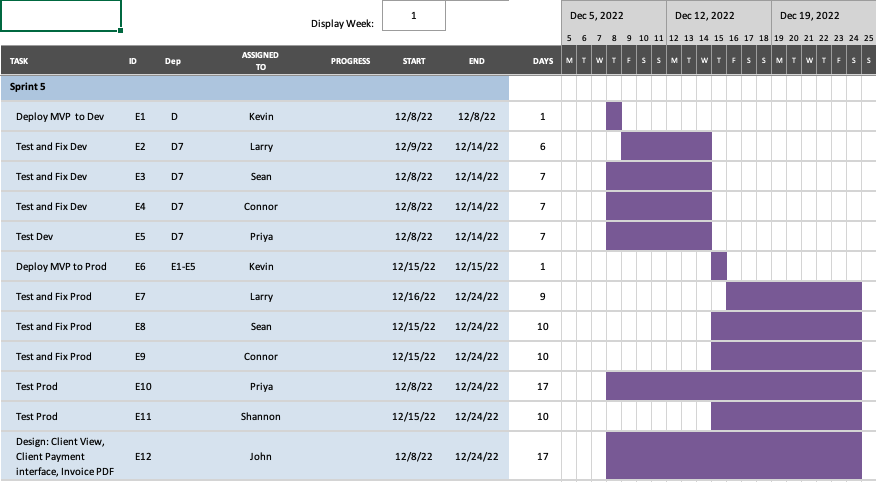 Display Week: 1 Dec 5, 2022 Dec 12, 2022 Dec 19, 2022
5 6 7 8 9 10 11 12 13 14 15 16 17 18 19 20 21 22 23 24 25
TASK ID Dep ASSIGNED TO PROGRESS START END DAYS M T W T F S S M T W T F S S M T W T F S S
Sprint 5
Deploy MVP to Dev E1 D Kevin 12/8/22 12/8/22 1
Test and Fix Dev E2 D7 Larry 12/9/22 12/14/22 6
Test and Fix Dev E3 D7 Sean 12/8/22 12/14/22 7
Test and Fix Dev E4 D7 Connor 12/8/22 12/14/22 7
Test Dev E5 D7 Priya 12/8/22 12/14/22 7
Deploy MVP to Prod E6 E1-E5 Kevin 12/15/22 12/15/22 1
Test and Fix Prod E7 Larry 12/16/22 12/24/22 9
Test and Fix Prod E8 Sean 12/15/22 12/24/22 10
Test and Fix Prod E9 Connor 12/15/22 12/24/22 10
Test Prod E10 Priya 12/8/22 12/24/22 17
Test Prod E11 Shannon 12/15/22 12/24/22 10
Design: Client View,
Client Payment E12 John 12/8/22 12/24/22 17
interface, Invoice PDF